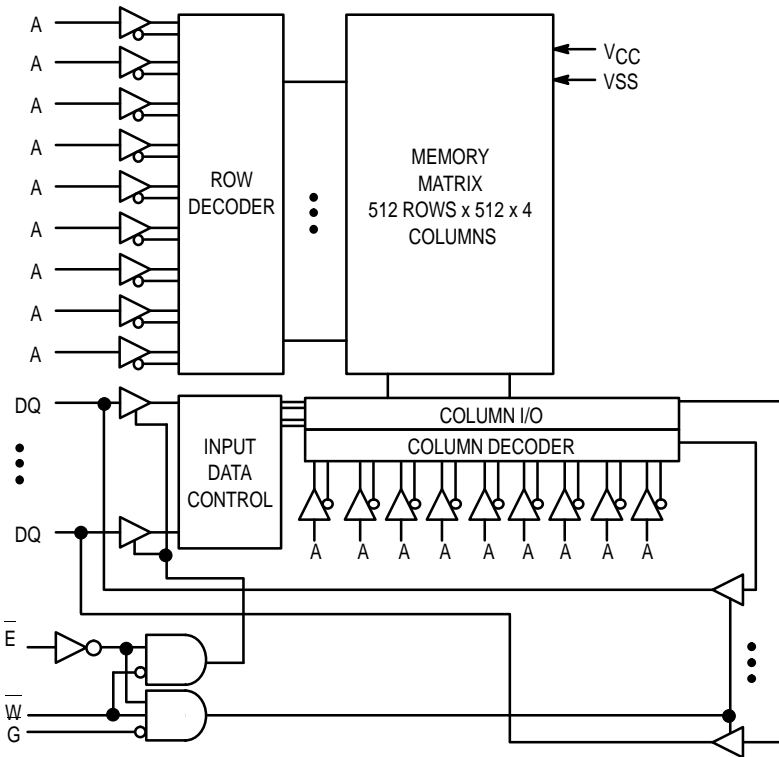 A
A
A
A
A
A
A
A
A
ROW
DECODER
MEMORY
MATRIX
512 ROWS x 512 x 4
COLUMNS
VCC
VSS
DQ
DQ
INPUT
DATA
CONTROL
COLUMN I/O
COLUMN DECODER
A A A A A A A A A
E̅
W̅
G